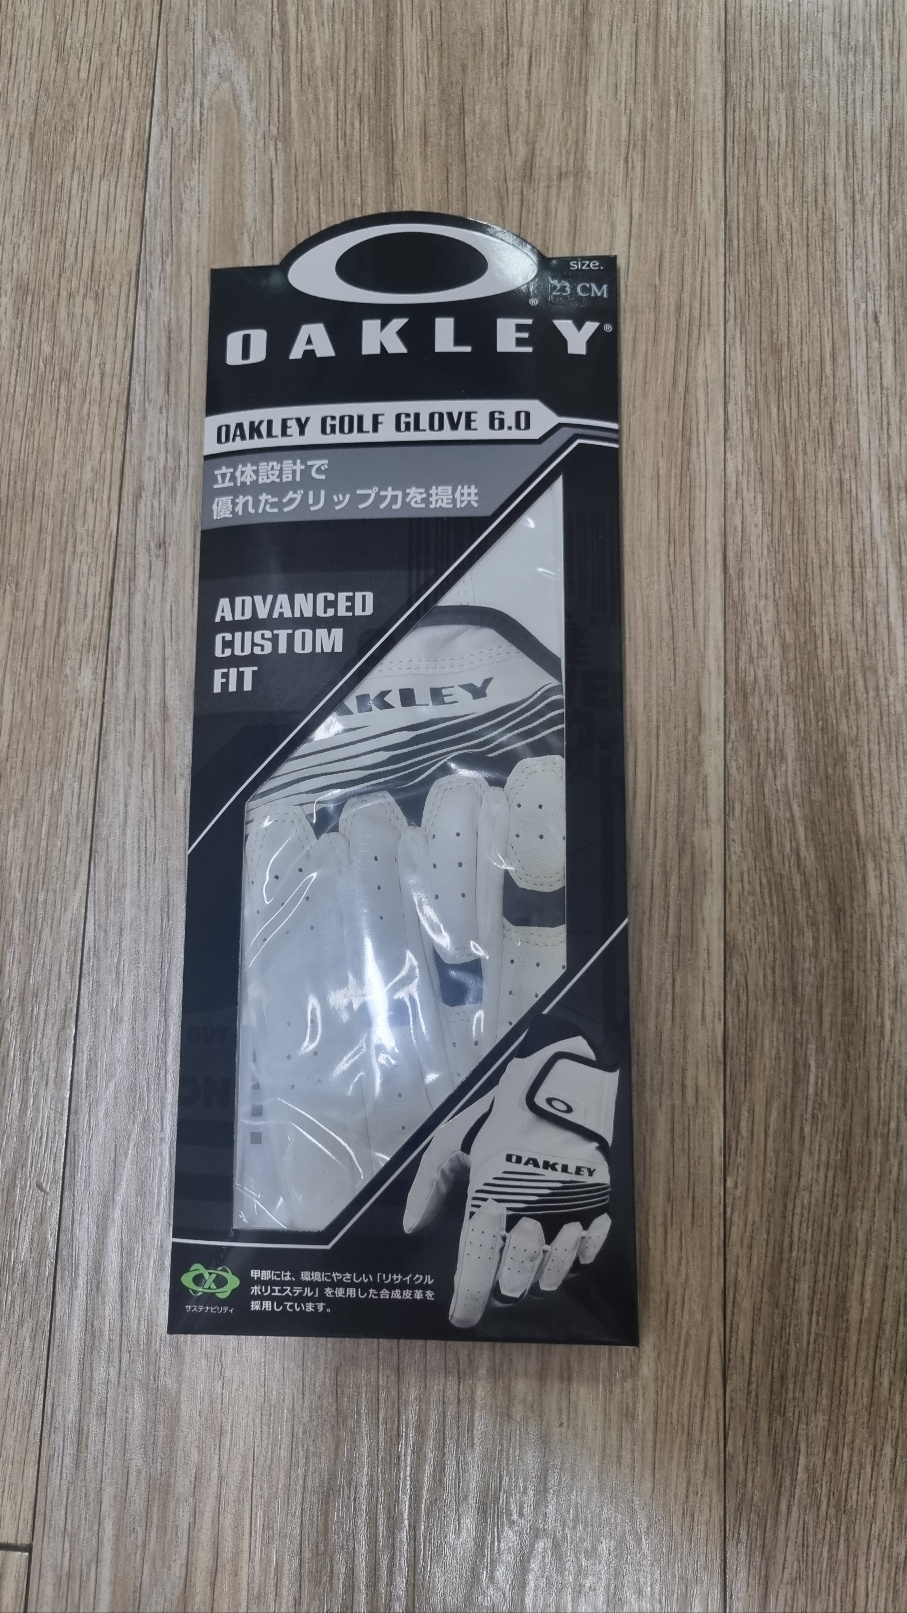 size.
23 CM
OAKLEY®
OAKLEY GOLF GLOVE 6.0
立体設計で
優れたグリップ力を提供
ADVANCED
CUSTOM
FIT
AKLEY
OAKLEY
甲部には、環境にやさしい「リサイクル
ポリエステル」を使用した合成皮革を
採用しています。
サステナビリティ